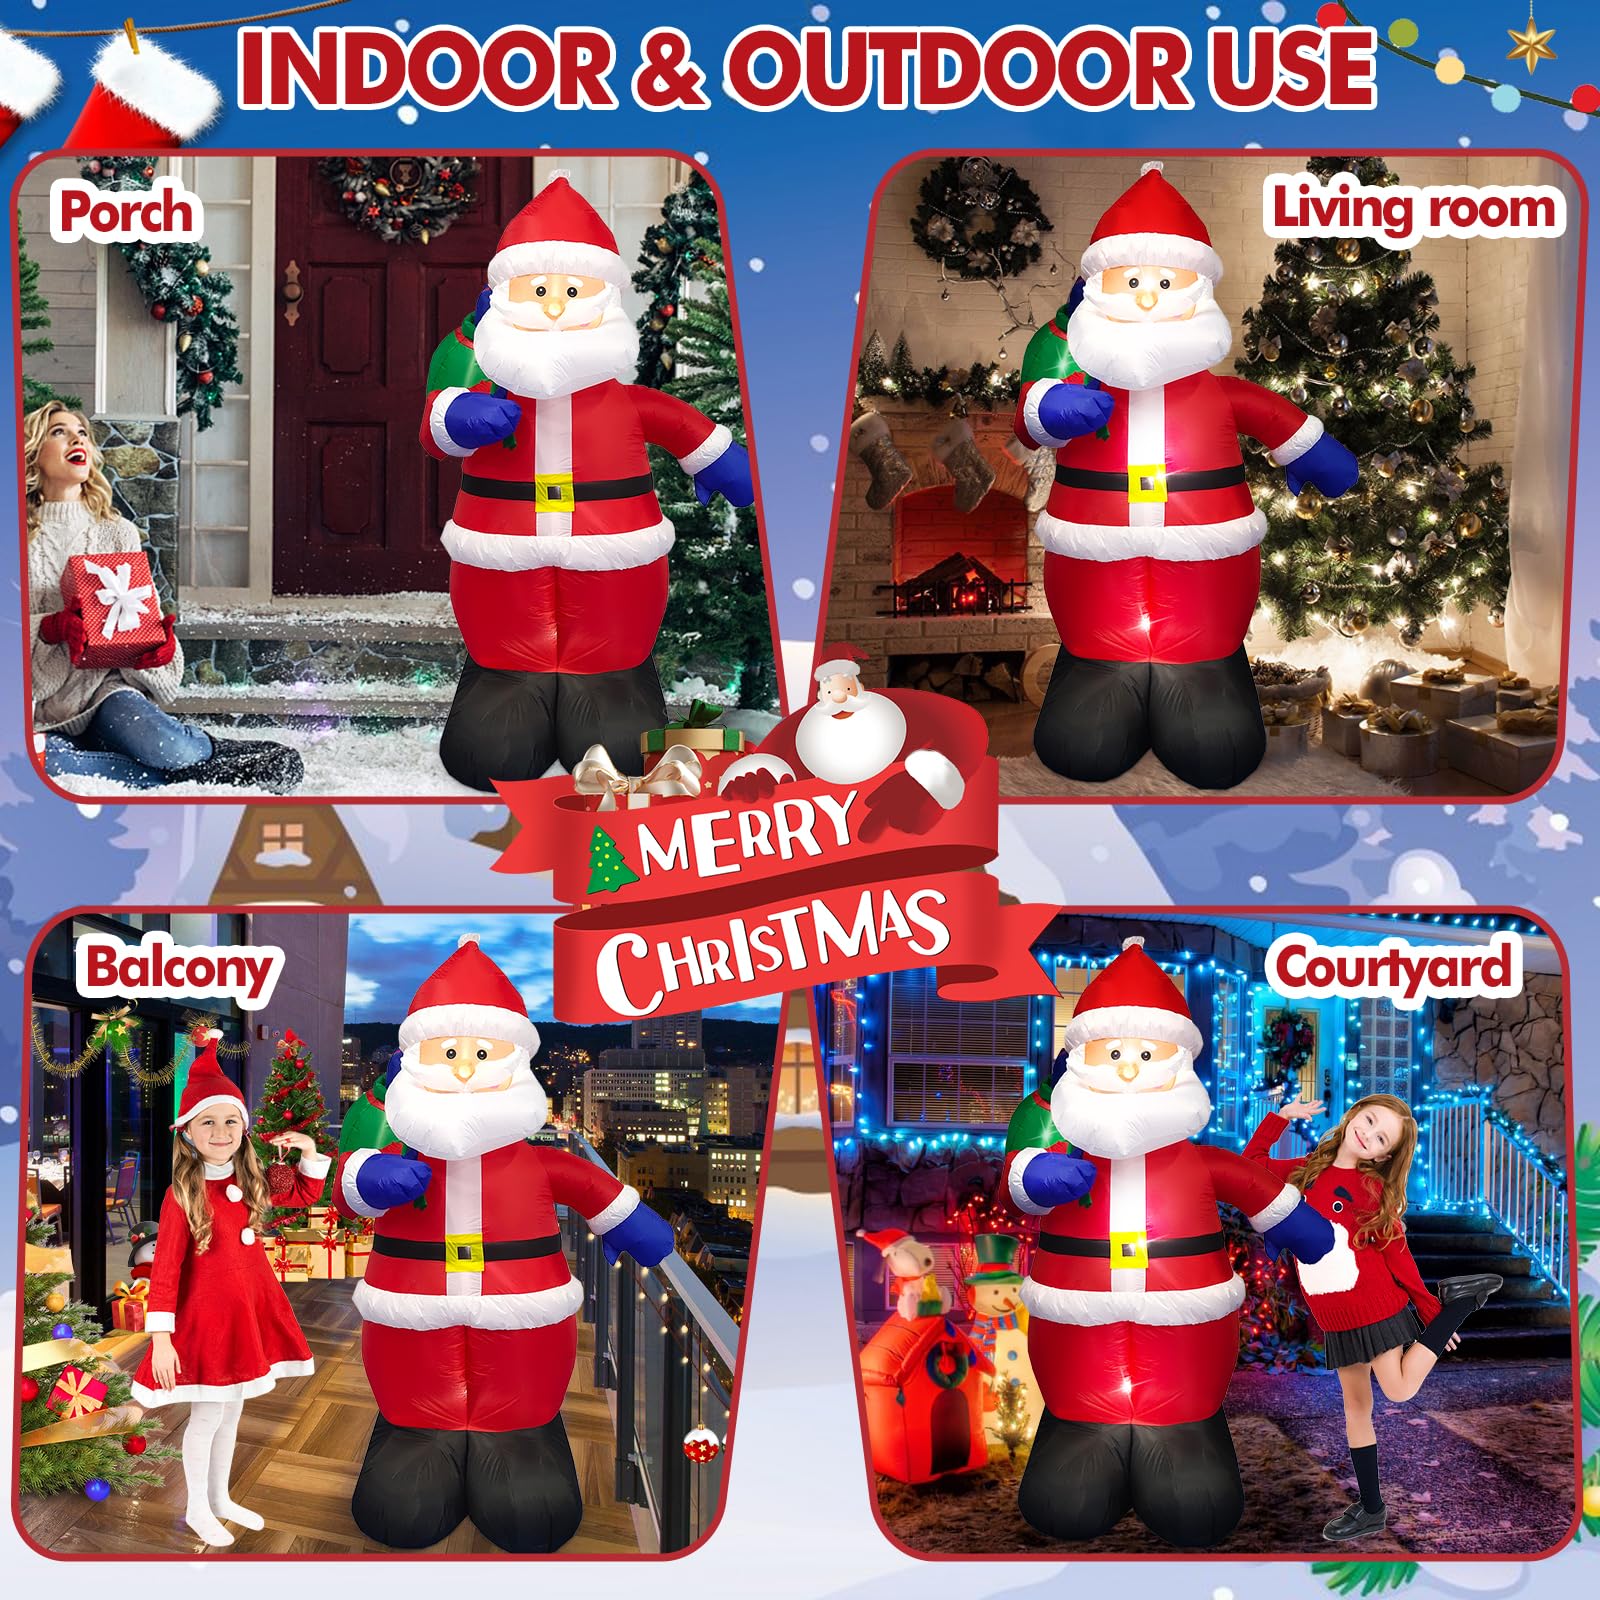 INDOOR & OUTDOOR USE
Porch
Living room
MERRY
CHRISTMAS
Balcony
Courtyard